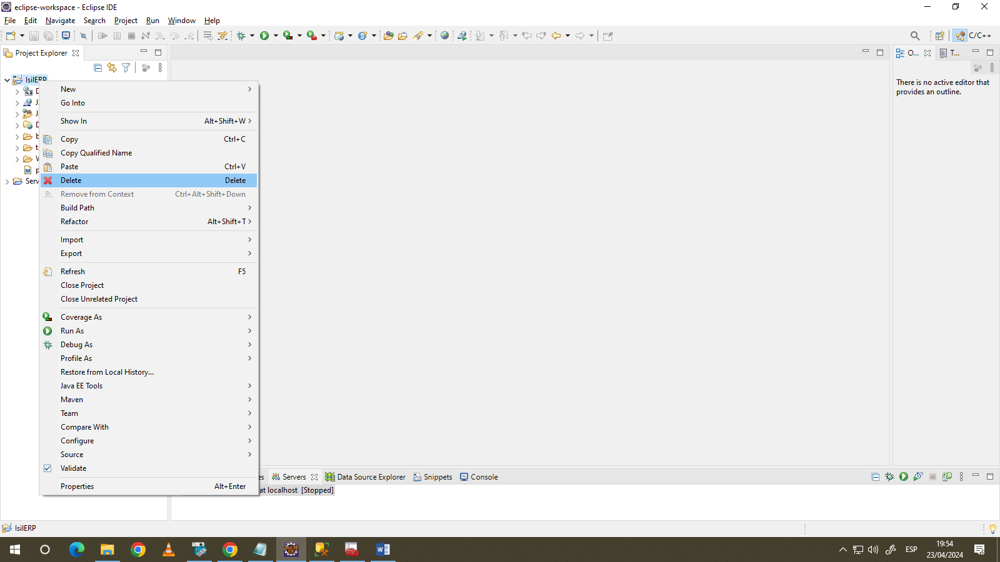 eclipse-workspace - Eclipse IDE
File Edit Navigate Search Project Run Window Help
C/C++
Project Explorer
O... T...
There is no active editor that
provides an outline.
IsilERP
Serv
New
Go Into
Show In Alt+Shift+W
Copy Ctrl+C
Copy Qualified Name
Paste Ctrl+V
Delete Delete
Remove from Context Ctrl+Alt+Shift+Down
Build Path
Refactor Alt+Shift+T
Import
Export
Refresh F5
Close Project
Close Unrelated Project
Coverage As
Run As
Debug As
Profile As
Restore from Local History...
Java EE Tools
Maven
Team
Compare With
Configure
Source
Validate
Properties Alt+Enter
es Servers Data Source Explorer Snippets Console
at localhost [Stopped]
IsilERP
ESP
19:54
23/04/2024